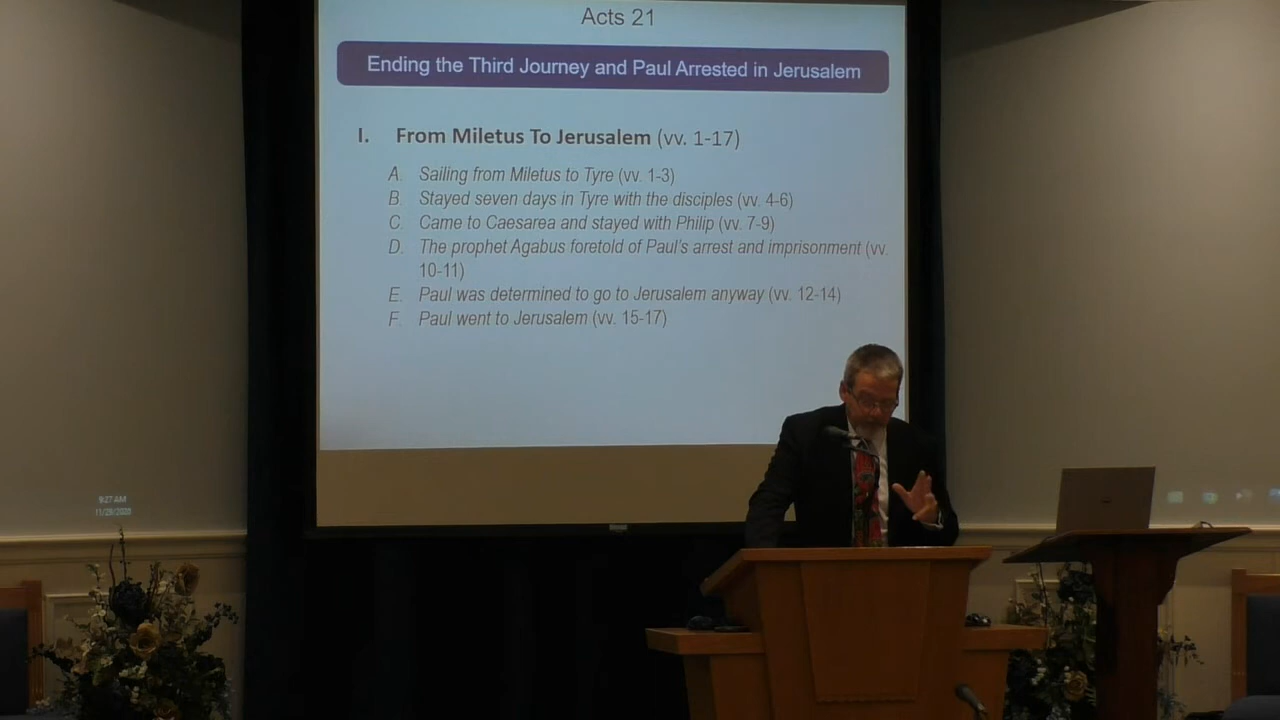 Acts 21
Ending the Third Journey and Paul Arrested in Jerusalem
I. From Miletus To Jerusalem (vv. 1-17)
A. Sailing from Miletus to Tyre (vv. 1-3)
B. Stayed seven days in Tyre with the disciples (vv. 4-6)
C. Came to Caesarea and stayed with Philip (vv. 7-9)
D. The prophet Agabus foretold of Paul's arrest and imprisonment (vv.
10-11)
E. Paul was determined to go to Jerusalem anyway (vv. 12-14)
F. Paul went to Jerusalem (vv. 15-17)
9:27 AM